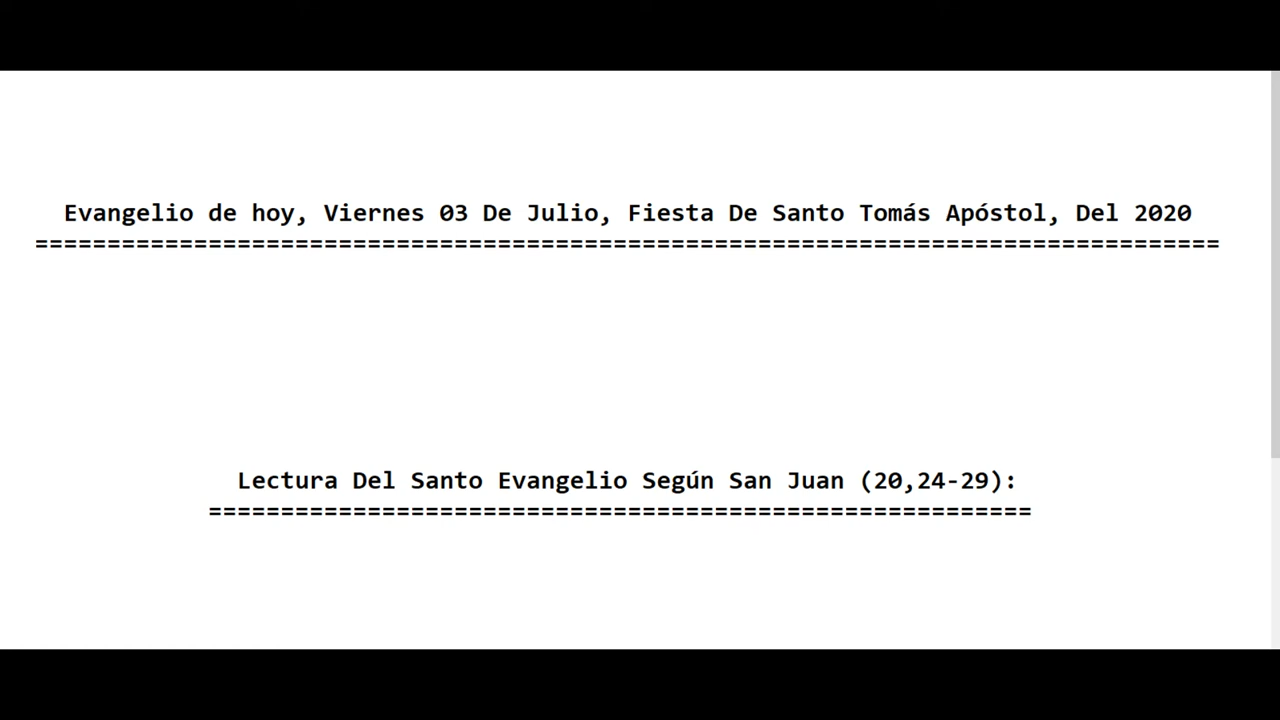 Evangelio de hoy, Viernes 03 De Julio, Fiesta De Santo Tomás Apóstol, Del 2020
==================================================================================
Lectura Del Santo Evangelio Según San Juan (20,24-29):
=========================================================